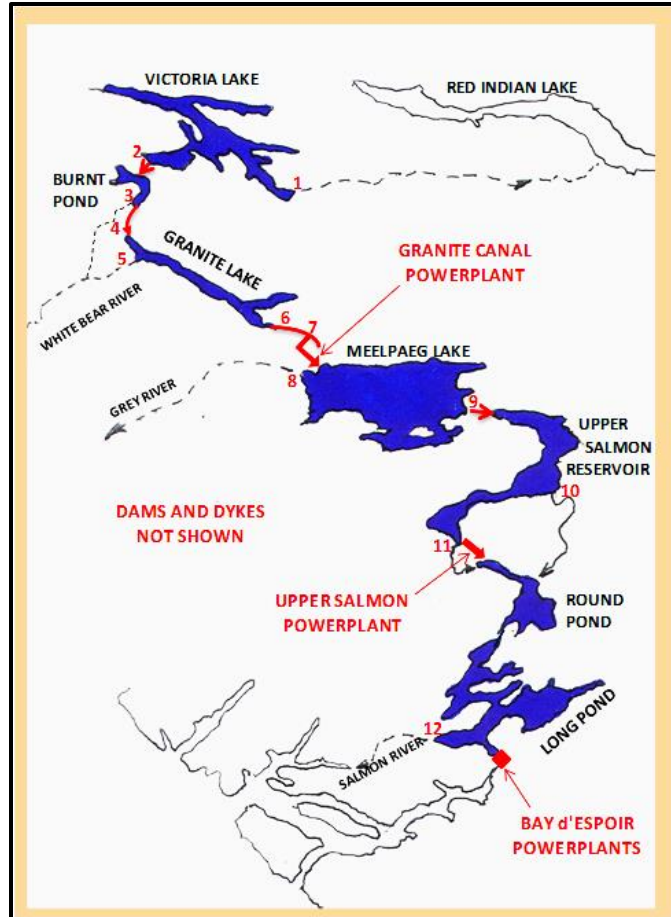 VICTORIA LAKE
RED INDIAN LAKE
2
1
BURNT
POND
3
4
5
GRANITE LAKE
WHITE BEAR RIVER
GRANITE CANAL
POWERPLANT
6
7
MEELPAEG LAKE
8
GREY RIVER
9
UPPER
SALMON
RESERVOIR
10
DAMS AND DYKES
NOT SHOWN
11
UPPER SALMON
POWERPLANT
ROUND
POND
12
LONG POND
SALMON RIVER
BAY d'ESPOIR
POWERPLANTS